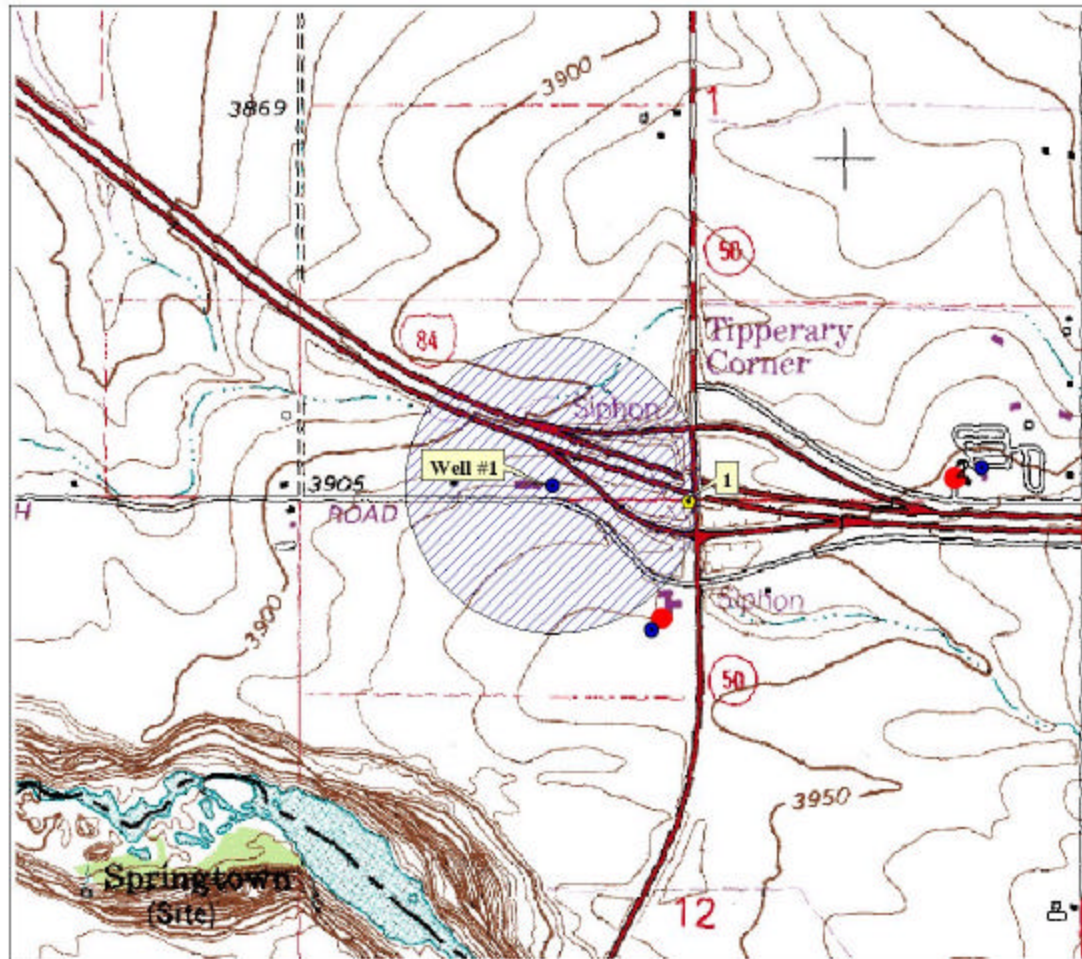 3900
3869
1
50
Tipperary
Corner
84
Siphon
Well #1
1
3905
H
ROAD
Siphon
3900
50
3950
Springtown
(Site)
12